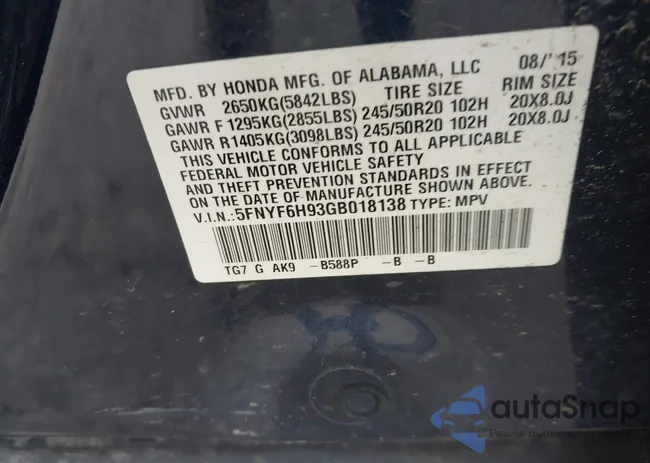 MFD. BY HONDA MFG. OF ALABAMA, LLC 08/'15
GVWR 2650KG(5842LBS) TIRE SIZE RIM SIZE
GAWR F 1295KG(2855LBS) 245/50R20 102H 20X8.0J
GAWR R1405KG(3098LBS) 245/50R20 102H 20X8.0J
THIS VEHICLE CONFORMS TO ALL APPLICABLE
FEDERAL MOTOR VEHICLE SAFETY
AND THEFT PREVENTION STANDARDS IN EFFECT
ON THE DATE OF MANUFACTURE SHOWN ABOVE.
V.I.N.:5FNYF6H93GB018138 TYPE: MPV
TG7 G AK9 -B588P -B -B
autoSnap
Pewne auta